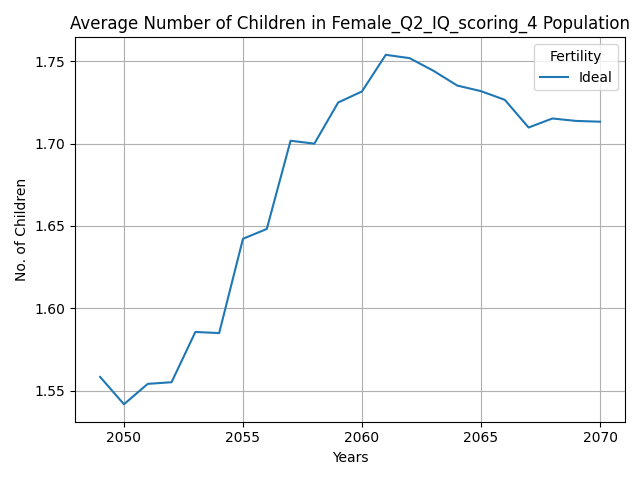 Average Number of Children in Female_Q2_IQ_scoring_4 Population
Fertility
Ideal
1.75
1.70
1.65
1.60
1.55
No. of Children
2050 2055 2060 2065 2070
Years